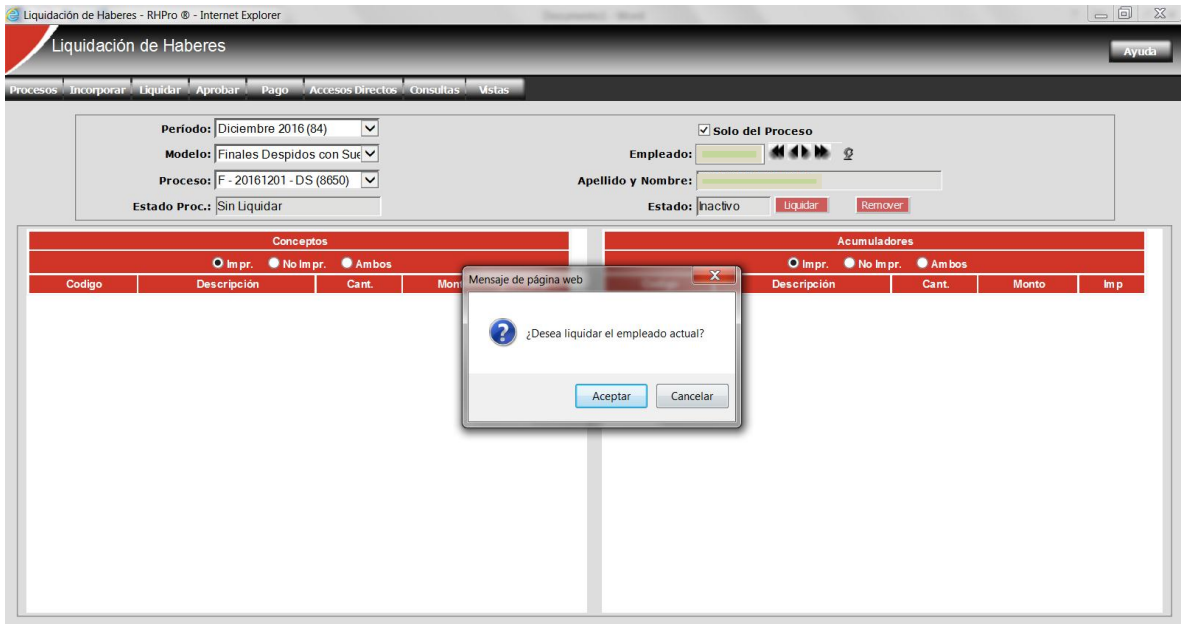 Liquidación de Haberes - RHPro ® - Internet Explorer
Liquidación de Haberes
Ayuda
Procesos Incorporar Liquidar Aprobar Pago Accesos Directos Consultas Vistas
Período: Diciembre 2016 (84)
Solo del Proceso
Modelo: Finales Despidos con Sue
Empleado:
Proceso: F - 20161201 - DS (8650)
Apellido y Nombre:
Estado Proc.: Sin Liquidar
Estado: Inactivo Liquidar Remover
Conceptos
Acumuladores
Impr. No Impr. Ambos
Impr. No Impr. Ambos
Codigo Descripción Cant. Mon
Descripción Cant. Monto Imp
Mensaje de página web
¿Desea liquidar el empleado actual?
Aceptar Cancelar